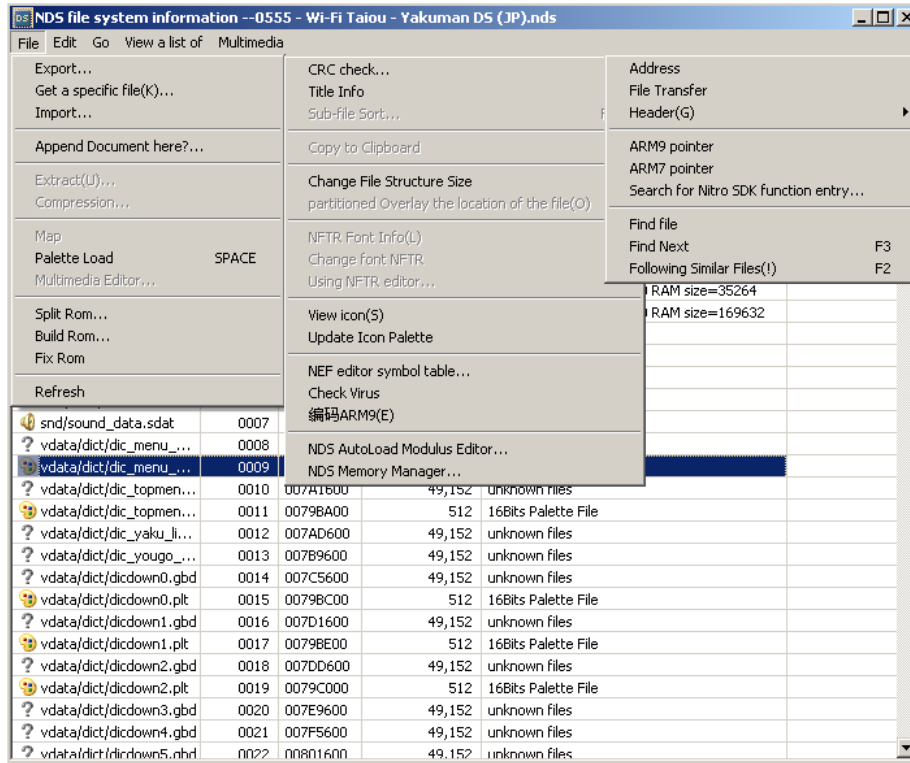 NDS file system information --0555 - Wi-Fi Taiou - Yakuman DS (JP).nds
File Edit Go View a list of Multimedia
Export...
Get a specific file(K)...
Import...
Append Document here?...
Extract(U)...
Compression...
Map
Palette Load SPACE
Multimedia Editor...
Split Rom...
Build Rom...
Fix Rom
Refresh
CRC check...
Title Info
Sub-file Sort...
Copy to Clipboard
Change File Structure Size
partitioned Overlay the location of the file(O)
NFTR Font Info(L)
Change font NFTR
Using NFTR editor...
View icon(S)
Update Icon Palette
NEF editor symbol table...
Check Virus
编码ARM9(E)
NDS AutoLoad Modulus Editor...
NDS Memory Manager...
Address
File Transfer
Header(G)
ARM9 pointer
ARM7 pointer
Search for Nitro SDK function entry...
Find file
Find Next F3
Following Similar Files(!) F2
RAM size=35264
RAM size=169632
snd/sound_data.sdat 0007
vdata/dict/dic_menu_... 0008
vdata/dict/dic_menu_... 0009
vdata/dict/dic_topmen... 0010 007A1600 49,152 unknown files
vdata/dict/dic_topmen... 0011 0079BA00 512 16Bits Palette File
vdata/dict/dic_yaku_li... 0012 007AD600 49,152 unknown files
vdata/dict/dic_yougo_... 0013 007B9600 49,152 unknown files
vdata/dict/dicdown0.gbd 0014 007C5600 49,152 unknown files
vdata/dict/dicdown0.plt 0015 0079BC00 512 16Bits Palette File
vdata/dict/dicdown1.gbd 0016 007D1600 49,152 unknown files
vdata/dict/dicdown1.plt 0017 0079BE00 512 16Bits Palette File
vdata/dict/dicdown2.gbd 0018 007DD600 49,152 unknown files
vdata/dict/dicdown2.plt 0019 0079C000 512 16Bits Palette File
vdata/dict/dicdown3.gbd 0020 007E9600 49,152 unknown files
vdata/dict/dicdown4.gbd 0021 007F5600 49,152 unknown files
vdata/dict/dicdown5.gbd 0022 00801600 49,152 unknown files